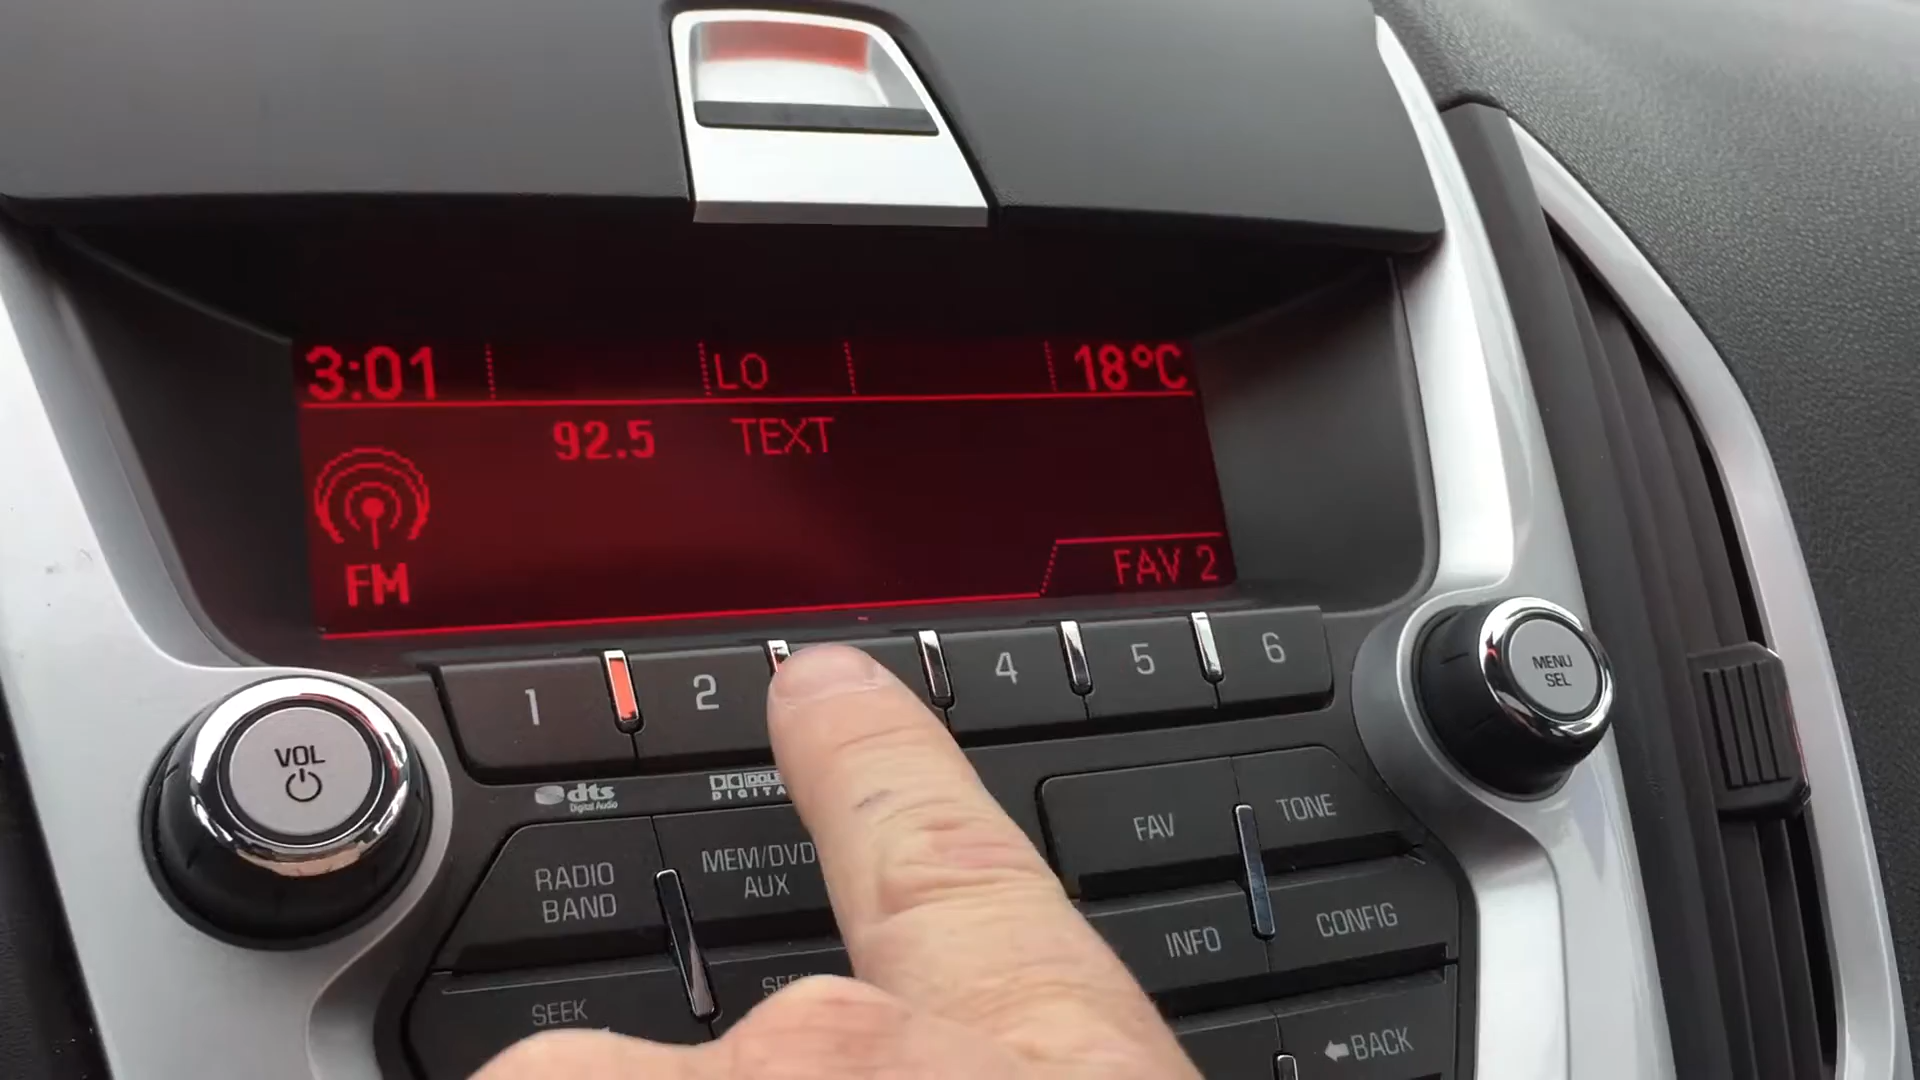 3:01 LO 18°C
92.5 TEXT
FM
FAV 2
1 2 4 5 6
VOL
MENU
SEL
dts
Digital Audio
DIGITA
RADIO
BAND
MEM/DVD
AUX
FAV
TONE
INFO
CONFIG
SEEK
BACK